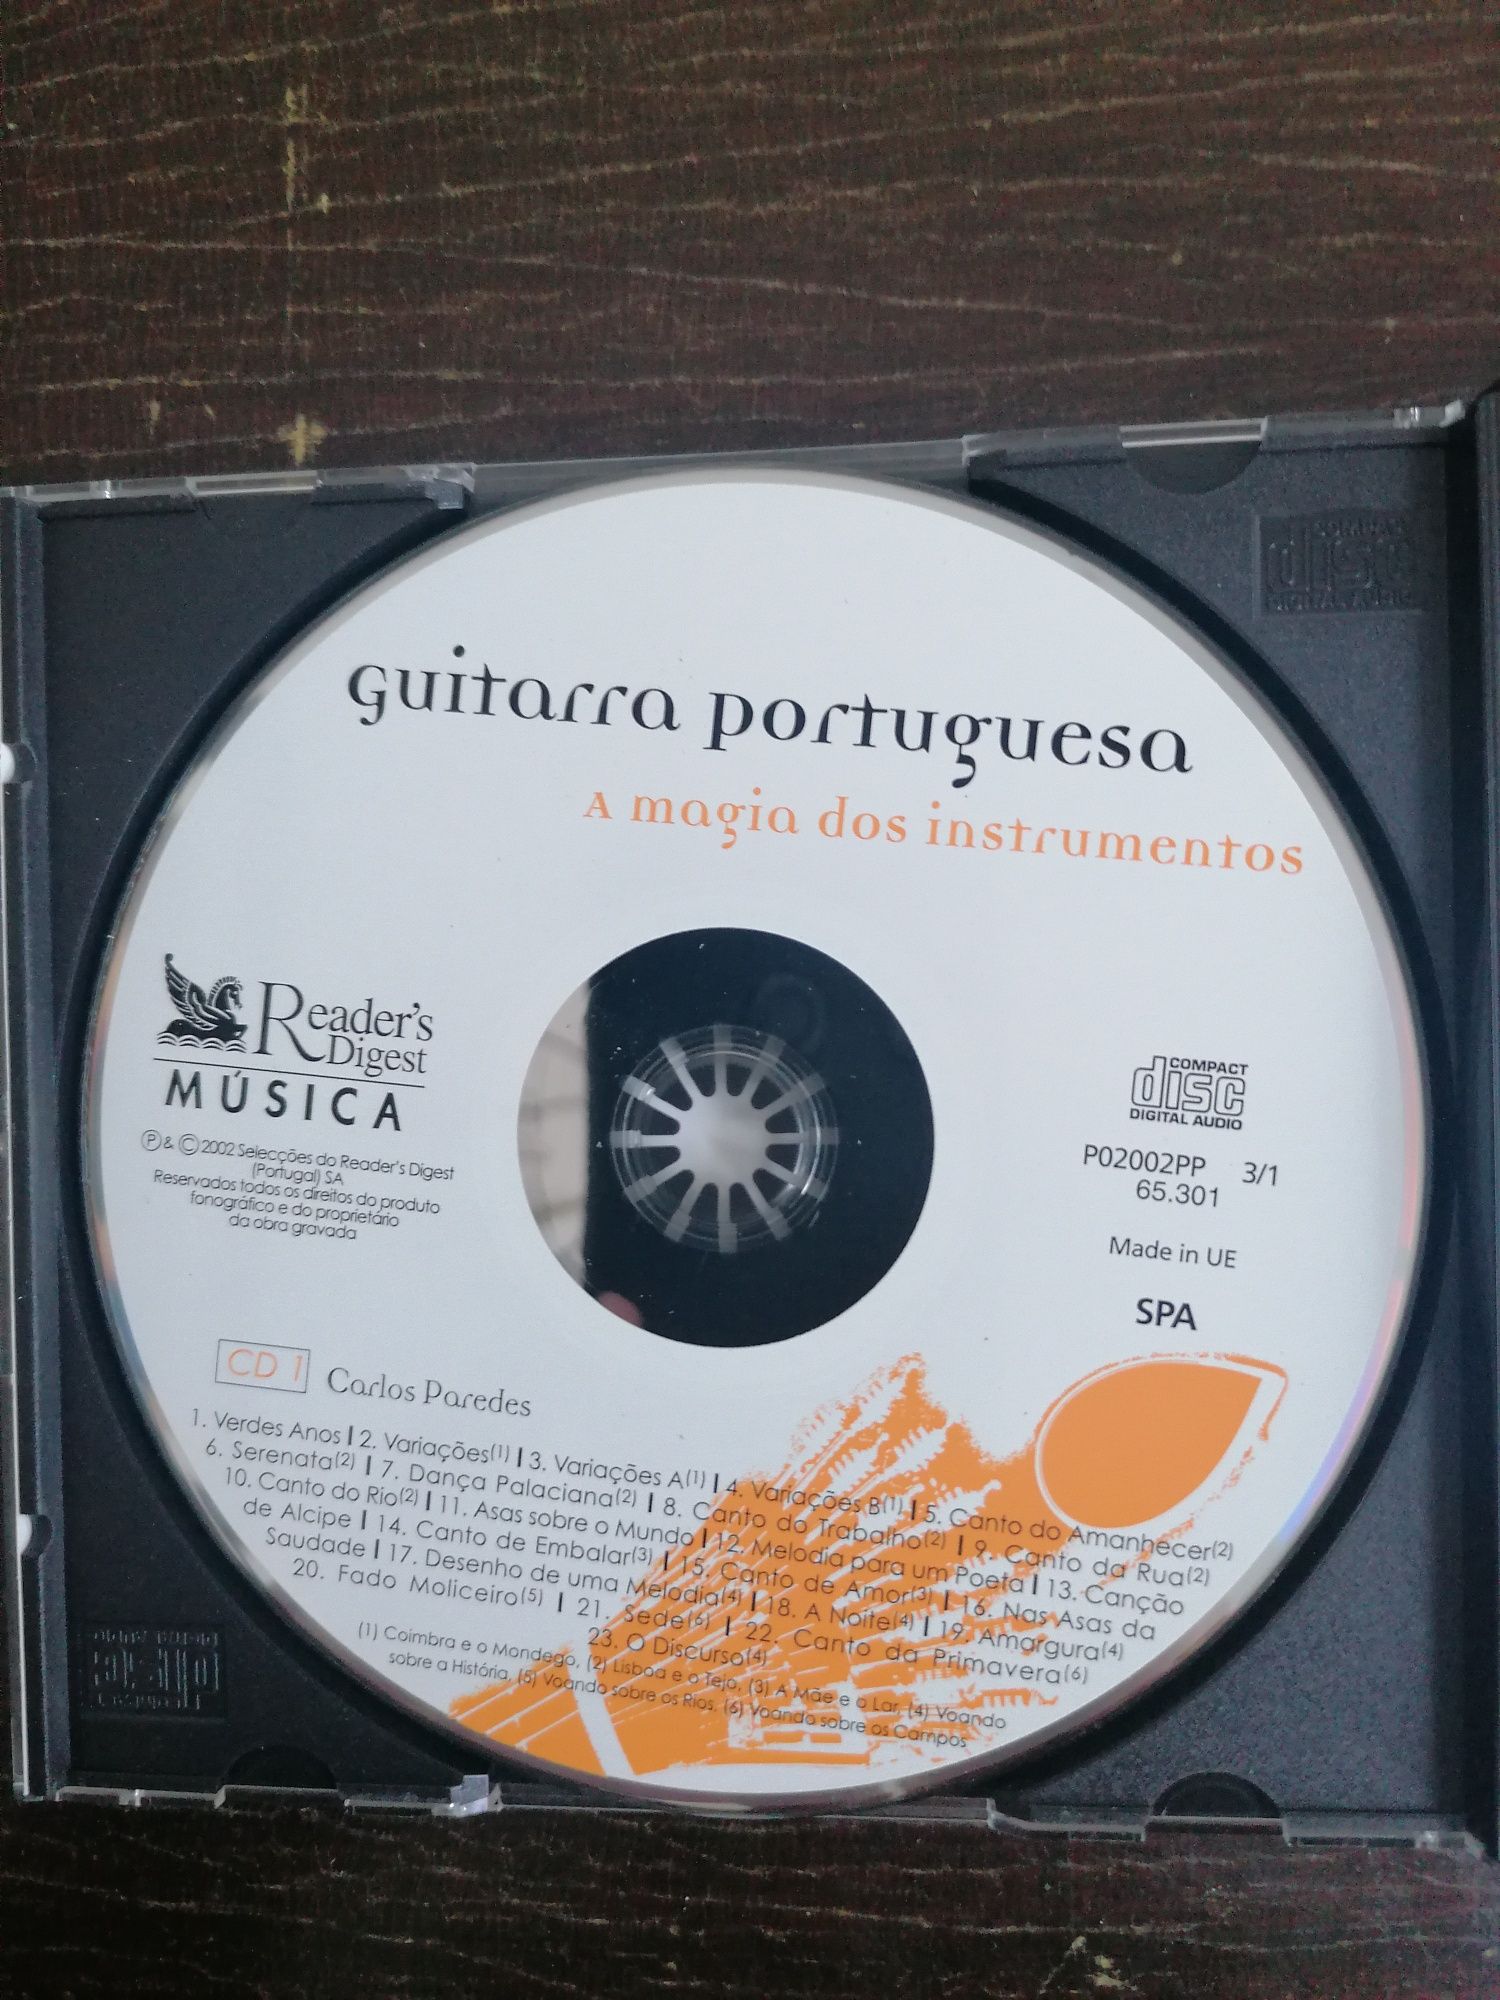 COMPACT
disc
DIGITAL AUDIO
Guitarra portuguesa
A magia dos instrumentos
Reader's
Digest
MÚSICA
℗ & © 2002 Selecções do Reader's Digest
(Portugal) SA
Reservados todos os direitos do produto
fonográfico e do proprietário
da obra gravada
COMPACT
disc
DIGITAL AUDIO
P02002PP 3/1
65.301
Made in UE
SPA
CD 1 Carlos Paredes
1. Verdes Anos | 2. Variações(1) | 3. Variações A(1) | 4. Variações B(1) | 5. Canto do Amanhecer(2)
6. Serenata(2) | 7. Dança Palaciana(2) | 8. Canto do Trabalho(2) | 9. Canto da Rua(2)
10. Canto do Rio(2) | 11. Asas sobre o Mundo | 12. Melodia para um Poeta | 13. Canção
de Alcipe | 14. Canto de Embalar(3) | 15. Canto de Amor(3) | 16. Nas Asas da
Saudade | 17. Desenho de uma Melodia(4) | 18. A Noite(4) | 19. Amargura(4)
20. Fado Moliceiro(5) | 21. Sede(6) | 22. Canto da Primavera(6)
23. O Discurso(4)
(1) Coimbra e o Mondego, (2) Lisboa e o Tejo, (3) A Mãe e o Lar, (4) Voando
sobre a História, (5) Voando sobre os Rios, (6) Voando sobre os Campos
COMPACT
disc
DIGITAL AUDIO